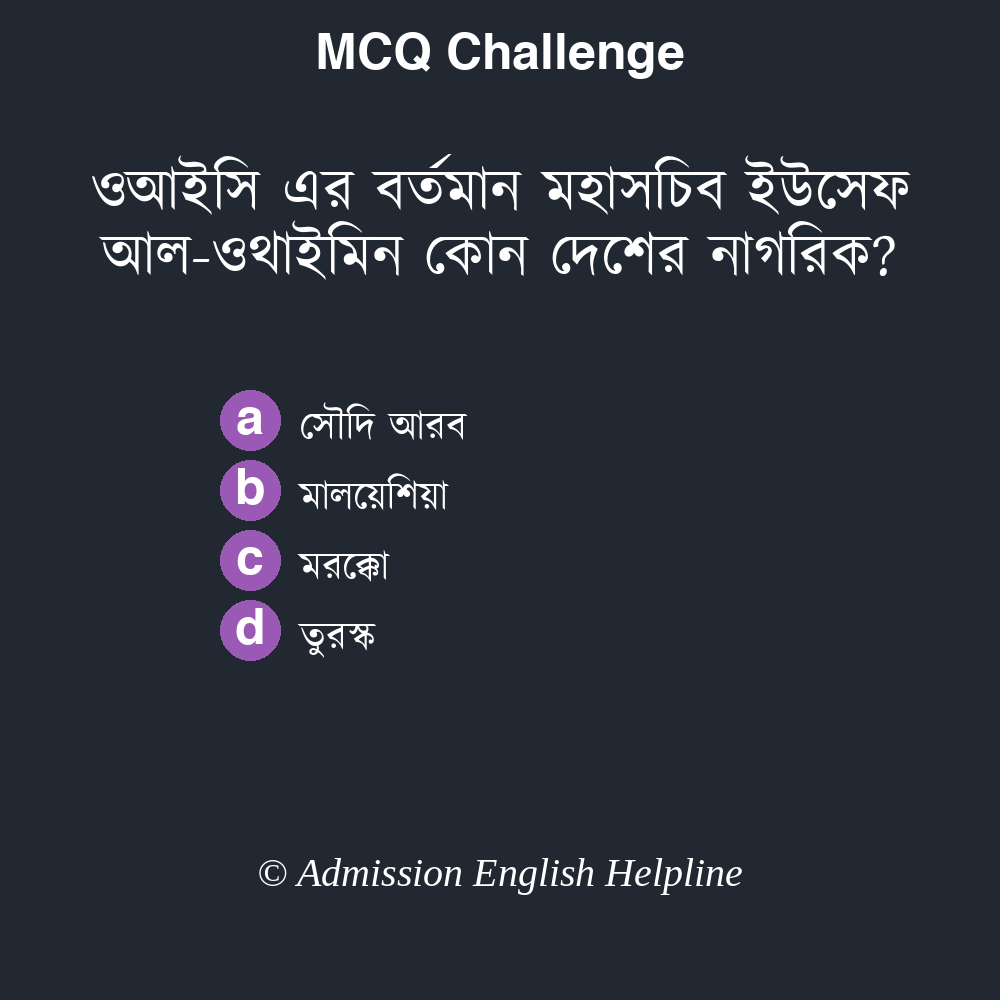 MCQ Challenge
ওআইসি এর বর্তমান মহাসচিব ইউসেফ
আল-ওথাইমিন কোন দেশের নাগরিক?
a সৌদি আরব
b মালয়েশিয়া
c মরক্কো
d তুরস্ক
© Admission English Helpline